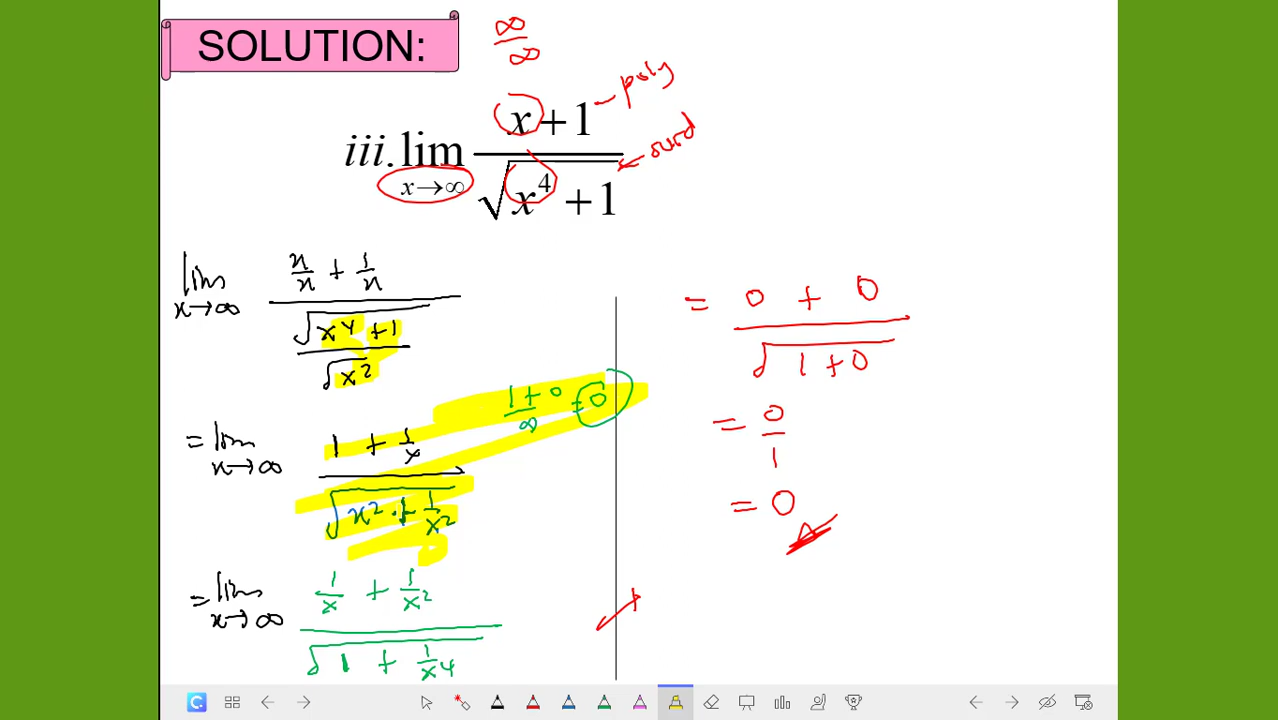 SOLUTION:
∞/∞
iii. lim x→∞ (x + 1)/√(x⁴ + 1)
poly
surd
lim x→∞ (x/x + 1/x)/(√(x⁴ + 1)/√(x²))
(1 + 0)/∞ = 0
= lim x→∞ (1 + 1/x)/√(x² + 1/x²)
= lim x→∞ (1/x + 1/x²)/√(1 + 1/x⁴)
= (0 + 0)/√(1 + 0)
= 0/1
= 0